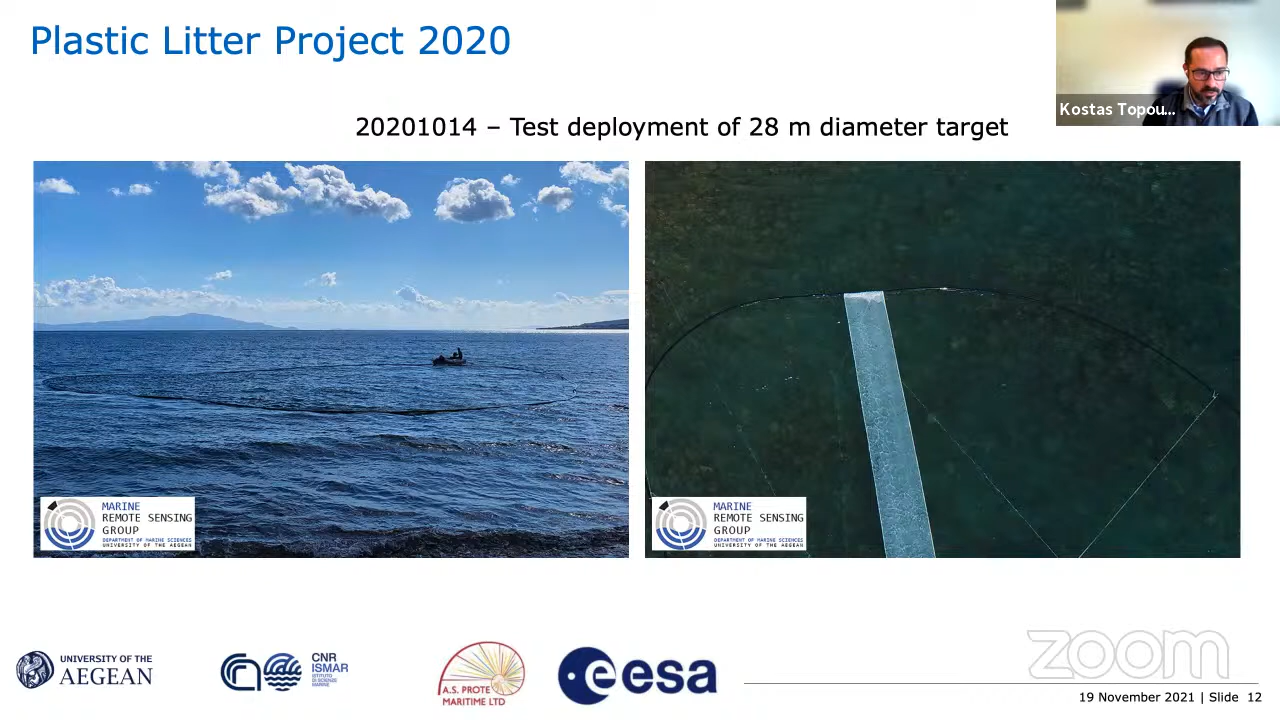 Plastic Litter Project 2020
Kostas Topou...
20201014 – Test deployment of 28 m diameter target
MARINE
REMOTE SENSING
GROUP
DEPARTMENT OF MARINE SCIENCES
UNIVERSITY OF THE AEGEAN
MARINE
REMOTE SENSING
GROUP
DEPARTMENT OF MARINE SCIENCES
UNIVERSITY OF THE AEGEAN
UNIVERSITY OF THE
AEGEAN
CNR
ISMAR
ISTITUTO
DI SCIENZE
MARINE
A.S. PROTE
MARITIME LTD
esa
zoom
19 November 2021 | Slide 12